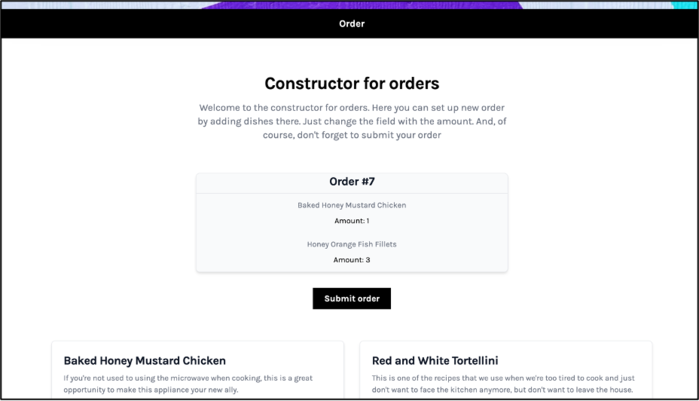 Order
Constructor for orders
Welcome to the constructor for orders. Here you can set up new order
by adding dishes there. Just change the field with the amount. And, of
course, don't forget to submit your order
Order #7
Baked Honey Mustard Chicken
Amount: 1
Honey Orange Fish Fillets
Amount: 3
Submit order
Baked Honey Mustard Chicken
If you're not used to using the microwave when cooking, this is a great
opportunity to make this appliance your new ally.
Red and White Tortellini
This is one of the recipes that we use when we're too tired to cook and just
don't want to face the kitchen anymore, but don't want to leave the house.